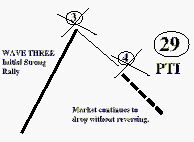 3
WAVE THREE
Initial Strong
Rally
4
29
PTI
Market continues to
drop without reversing.